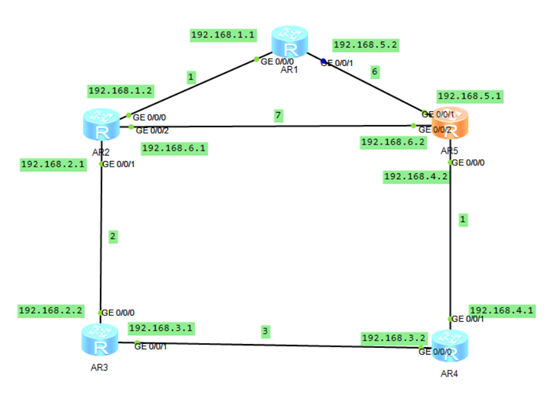 192.168.1.1
192.168.5.2
GE 0/0/0
GE 0/0/1
AR1
1
6
192.168.1.2
192.168.5.1
GE 0/0/0
GE 0/0/1
7
GE 0/0/2
GE 0/0/2
AR2
192.168.6.1
192.168.6.2
AR5
192.168.2.1
GE 0/0/1
GE 0/0/0
192.168.4.2
1
2
192.168.2.2
GE 0/0/0
192.168.3.1
192.168.4.1
GE 0/0/1
3
192.168.3.2
GE 0/0/1
GE 0/0/0
AR3
AR4
R
R
R
R
R